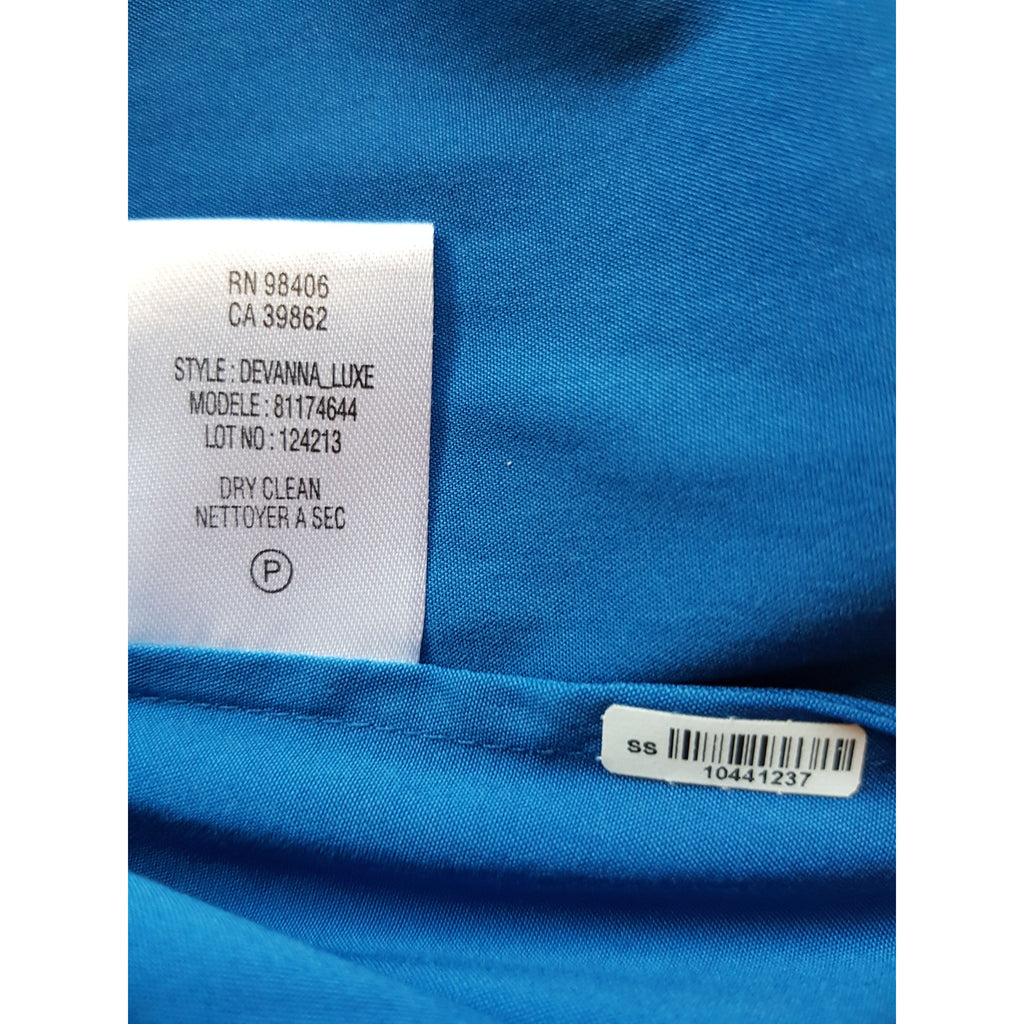 RN 98406
CA 39862
STYLE : DEVANNA_LUXE
MODELE : 81174644
LOT NO : 124213
DRY CLEAN
NETTOYER A SEC
P
SS
10441237